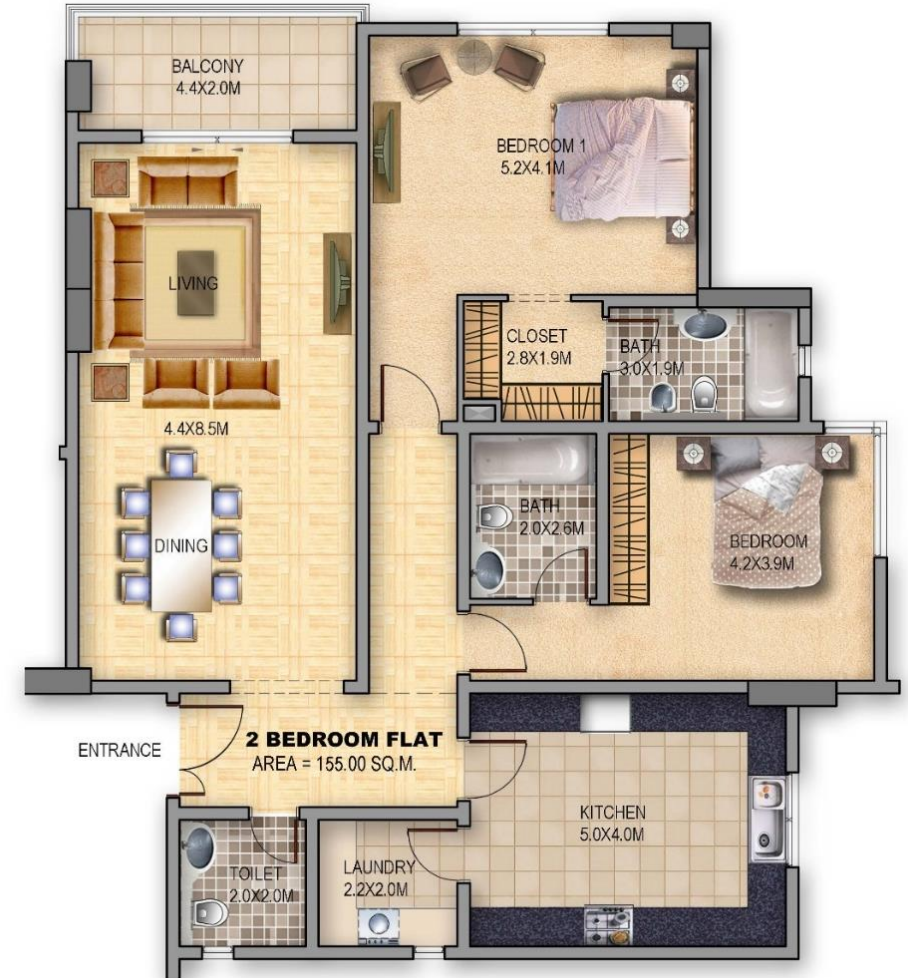 BALCONY
4.4X2.0M
BEDROOM 1
5.2X4.1M
LIVING
CLOSET
2.8X1.9M
BATH
3.0X1.9M
4.4X8.5M
BATH
2.0X2.6M
DINING
BEDROOM
4.2X3.9M
ENTRANCE
2 BEDROOM FLAT
AREA = 155.00 SQ.M.
KITCHEN
5.0X4.0M
TOILET
2.0X2.0M
LAUNDRY
2.2X2.0M